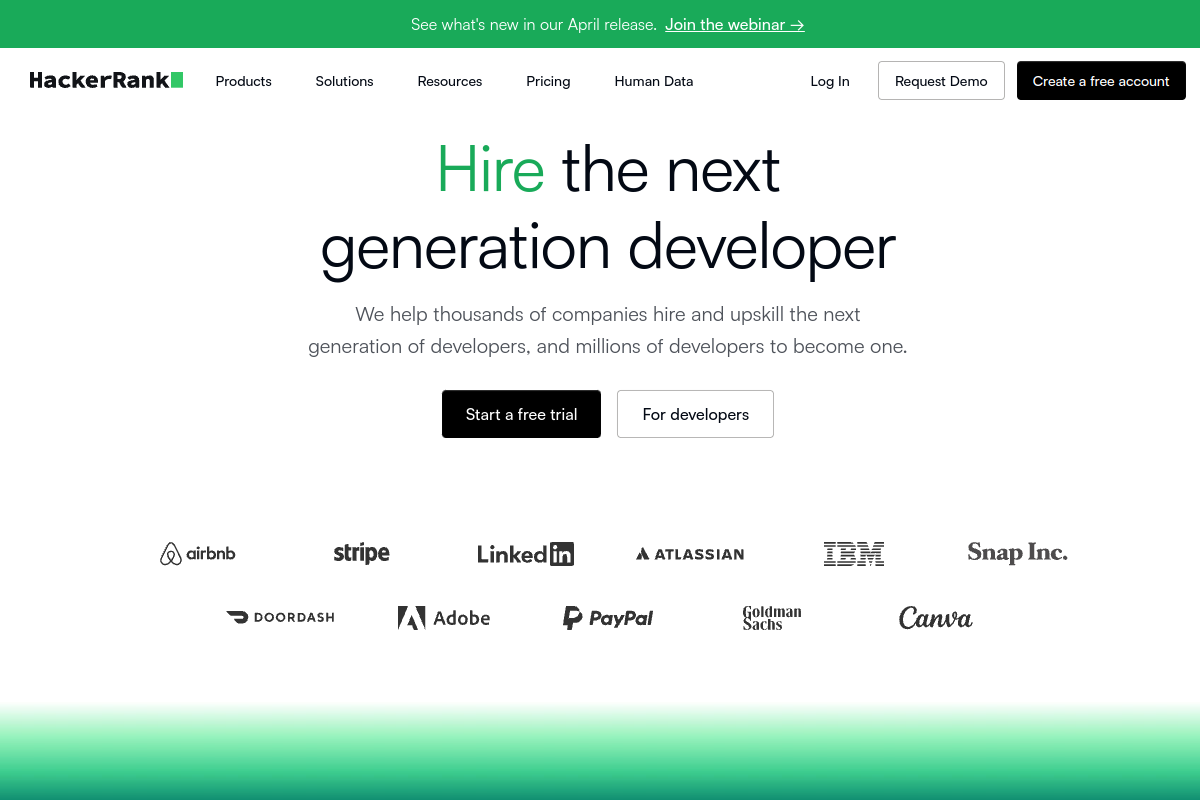 See what's new in our April release. Join the webinar →
HackerRank
Products
Solutions
Resources
Pricing
Human Data
Log In
Request Demo
Create a free account
Hire the next
generation developer
We help thousands of companies hire and upskill the next
generation of developers, and millions of developers to become one.
Start a free trial
For developers
airbnb
stripe
Linkedin
ATLASSIAN
IBM
Snap Inc.
DOORDASH
Adobe
PayPal
Goldman
Sachs
Canva